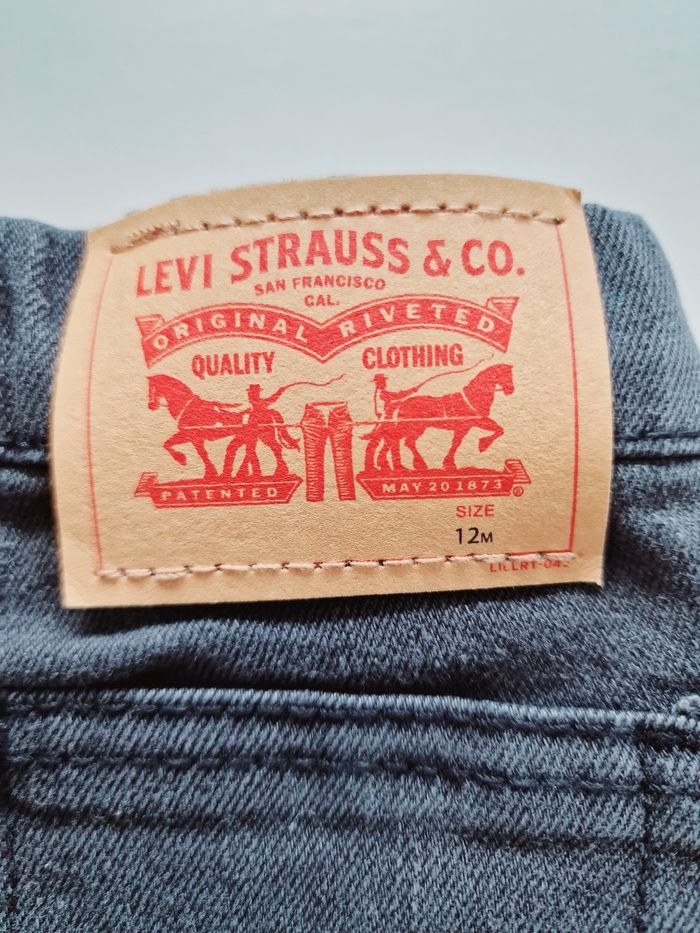 LEVI STRAUSS & CO.
SAN FRANCISCO
CAL.
ORIGINAL RIVETED
QUALITY CLOTHING
PATENTED MAY 20 1873 ®
SIZE
12M